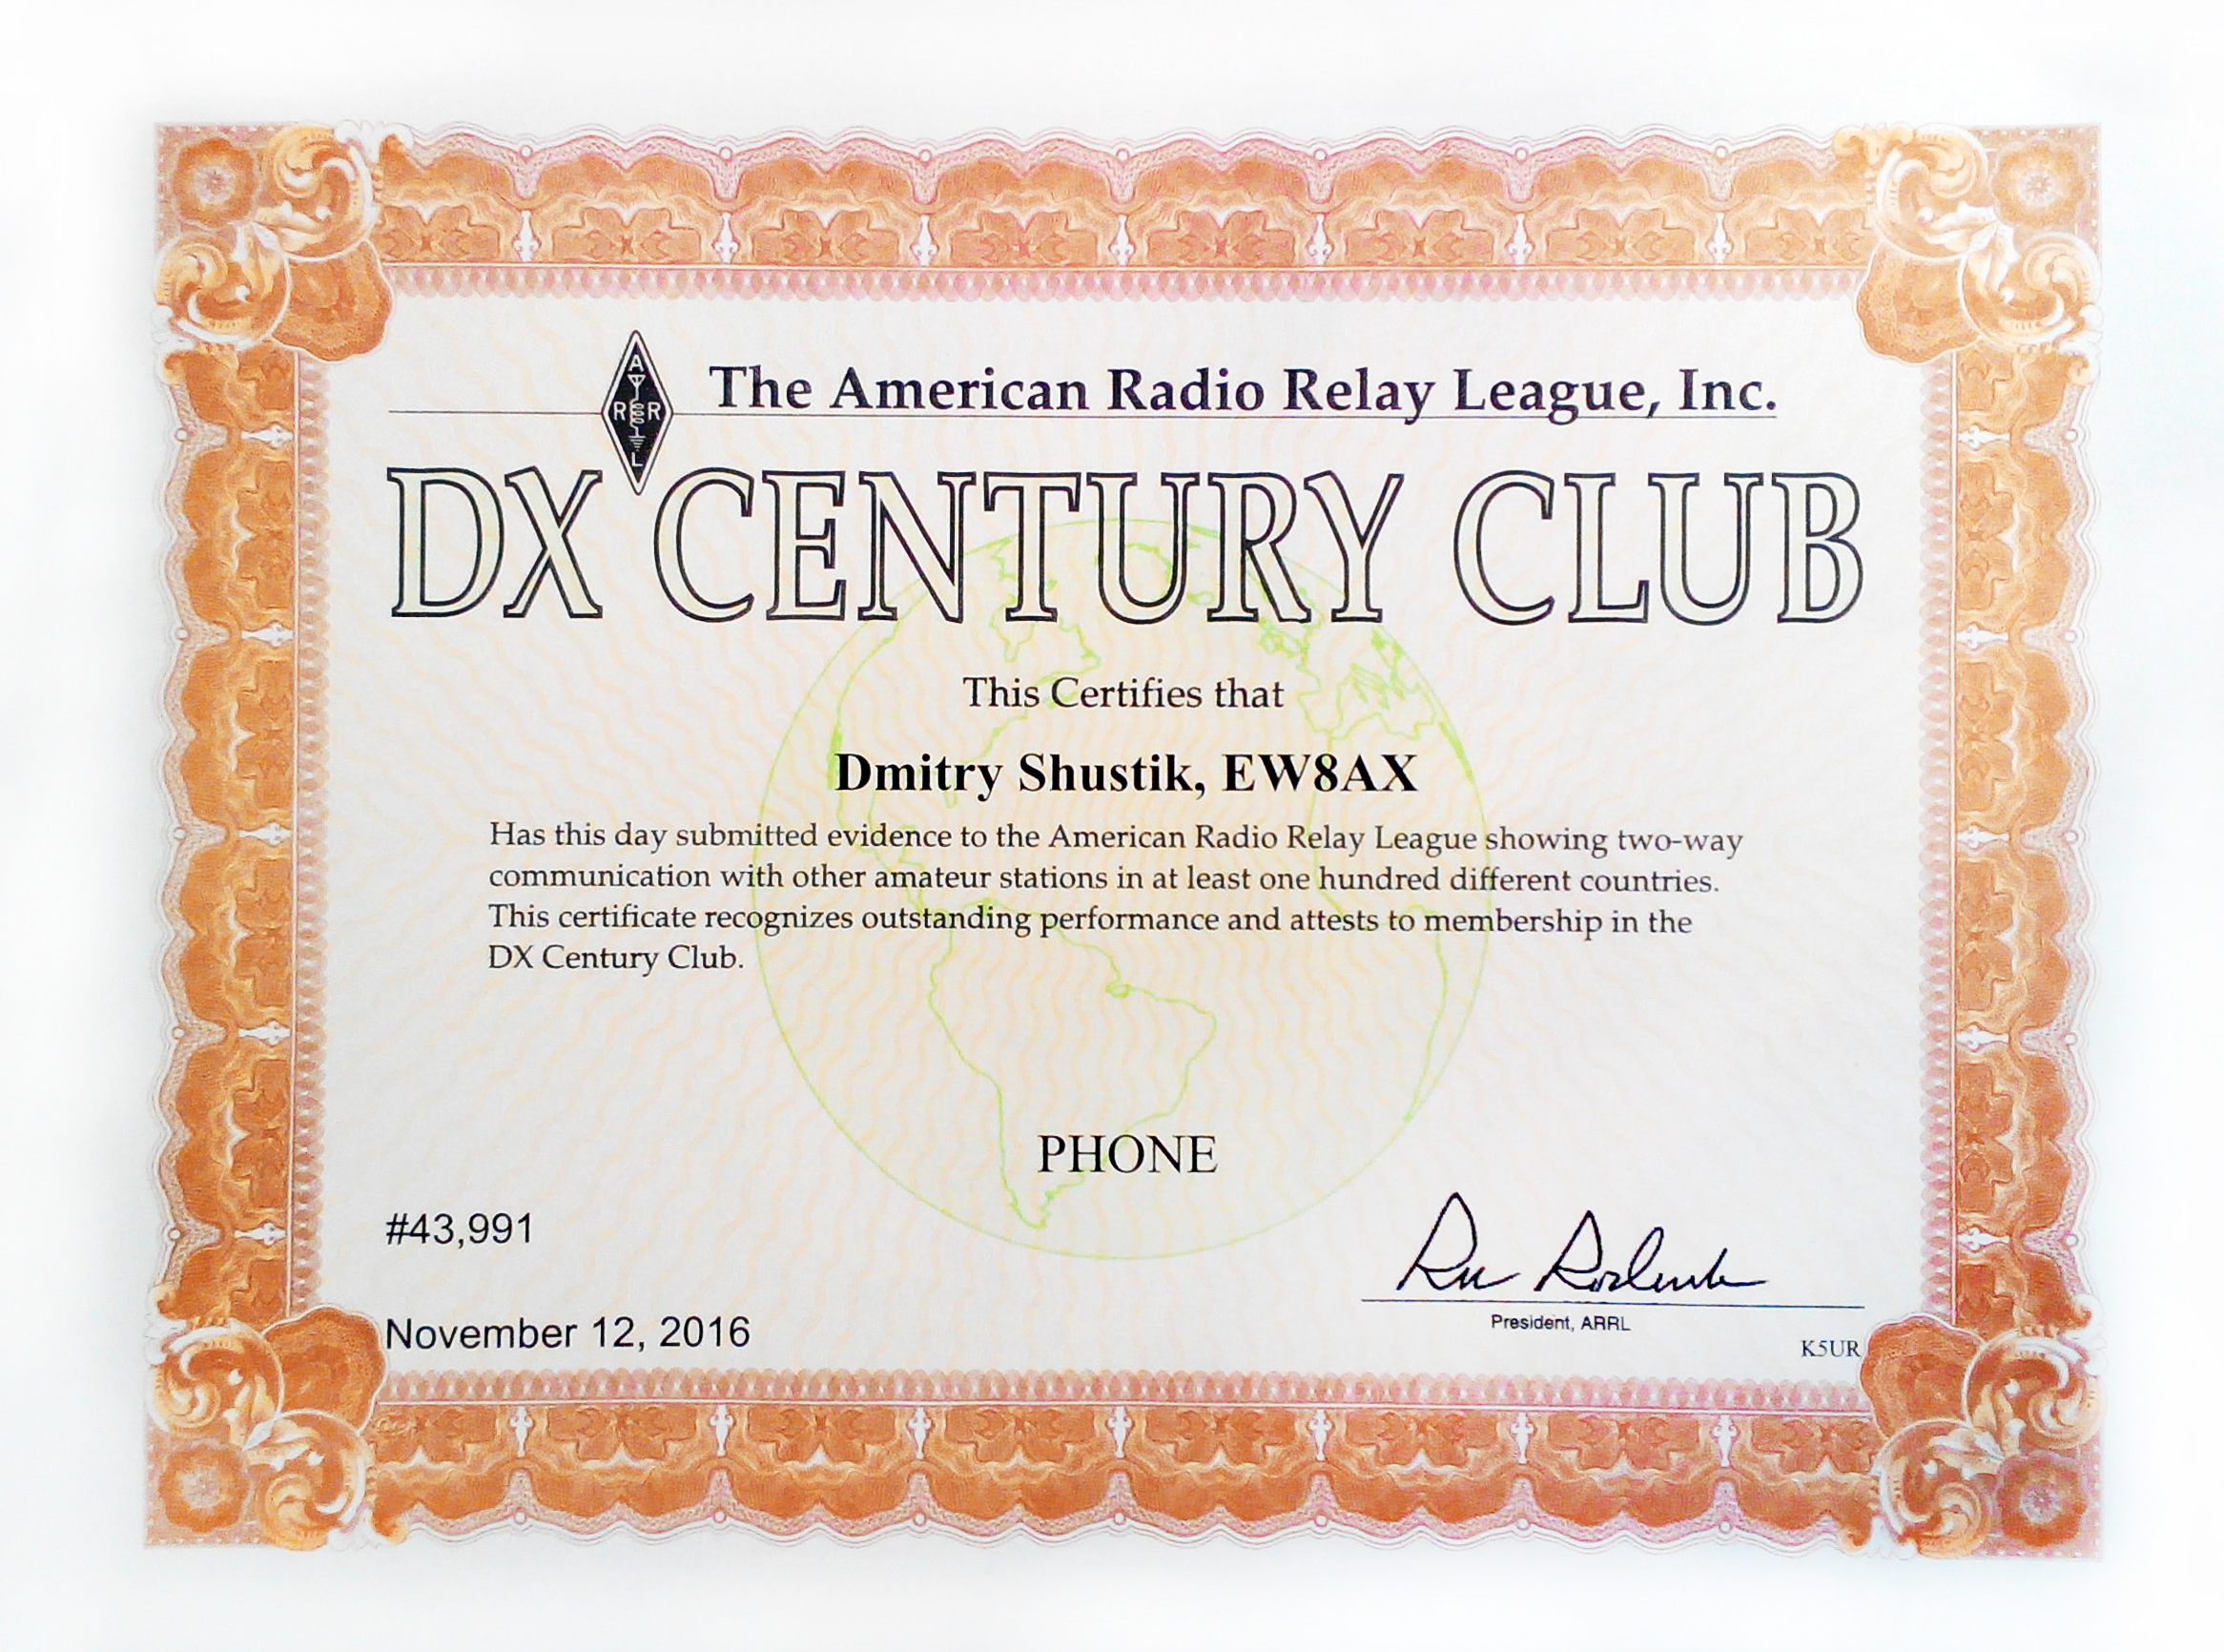 The American Radio Relay League, Inc.
A
R R
L
DX CENTURY CLUB
This Certifies that
Dmitry Shustik, EW8AX
Has this day submitted evidence to the American Radio Relay League showing two-way
communication with other amateur stations in at least one hundred different countries.
This certificate recognizes outstanding performance and attests to membership in the
DX Century Club.
PHONE
#43,991
President, ARRL
November 12, 2016
K5UR